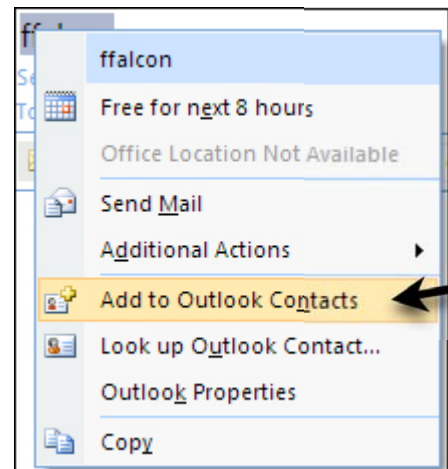 ffalcon
Free for next 8 hours
Office Location Not Available
Send Mail
Additional Actions
Add to Outlook Contacts
Look up Outlook Contact...
Outlook Properties
Copy